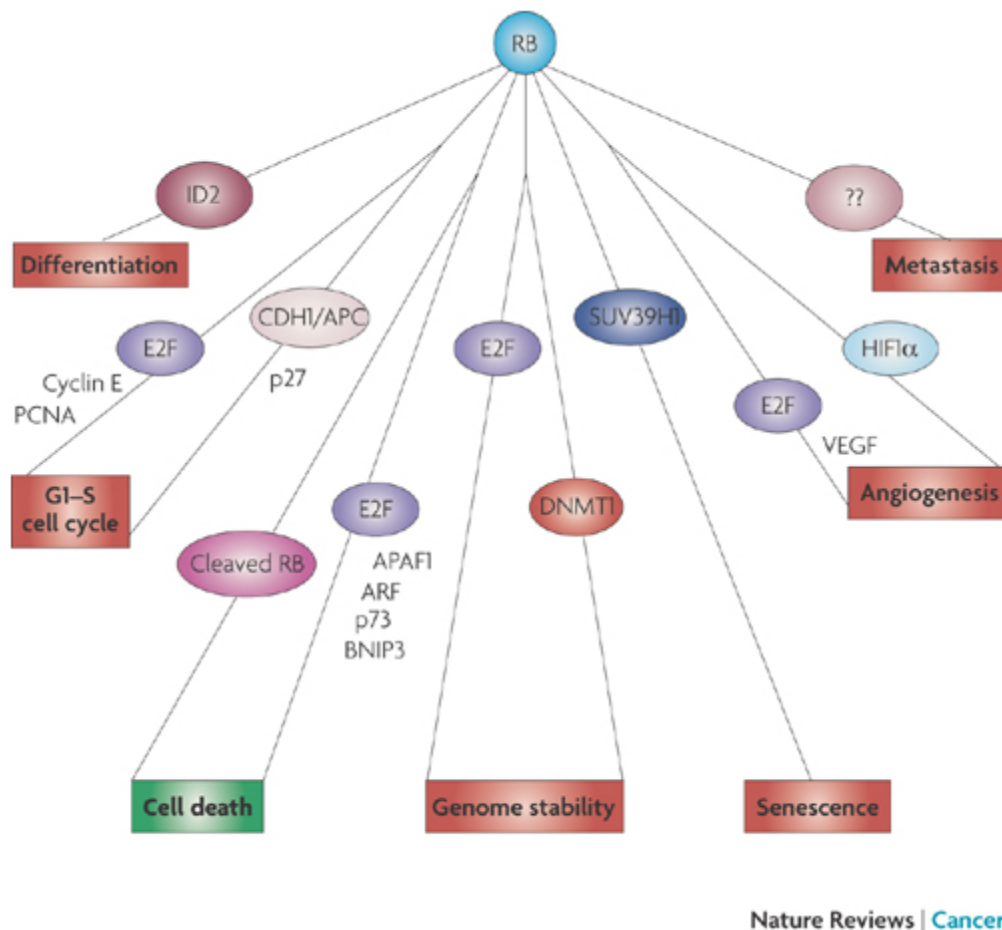 RB
ID2
??
Differentiation
Metastasis
CDH1/APC
SUV39H1
E2F
E2F
HIF1α
Cyclin E
p27
PCNA
E2F
VEGF
G1–S
cell cycle
Angiogenesis
E2F
DNMT1
Cleaved RB
APAF1
ARF
p73
BNIP3
Cell death
Genome stability
Senescence
Nature Reviews | Cancer